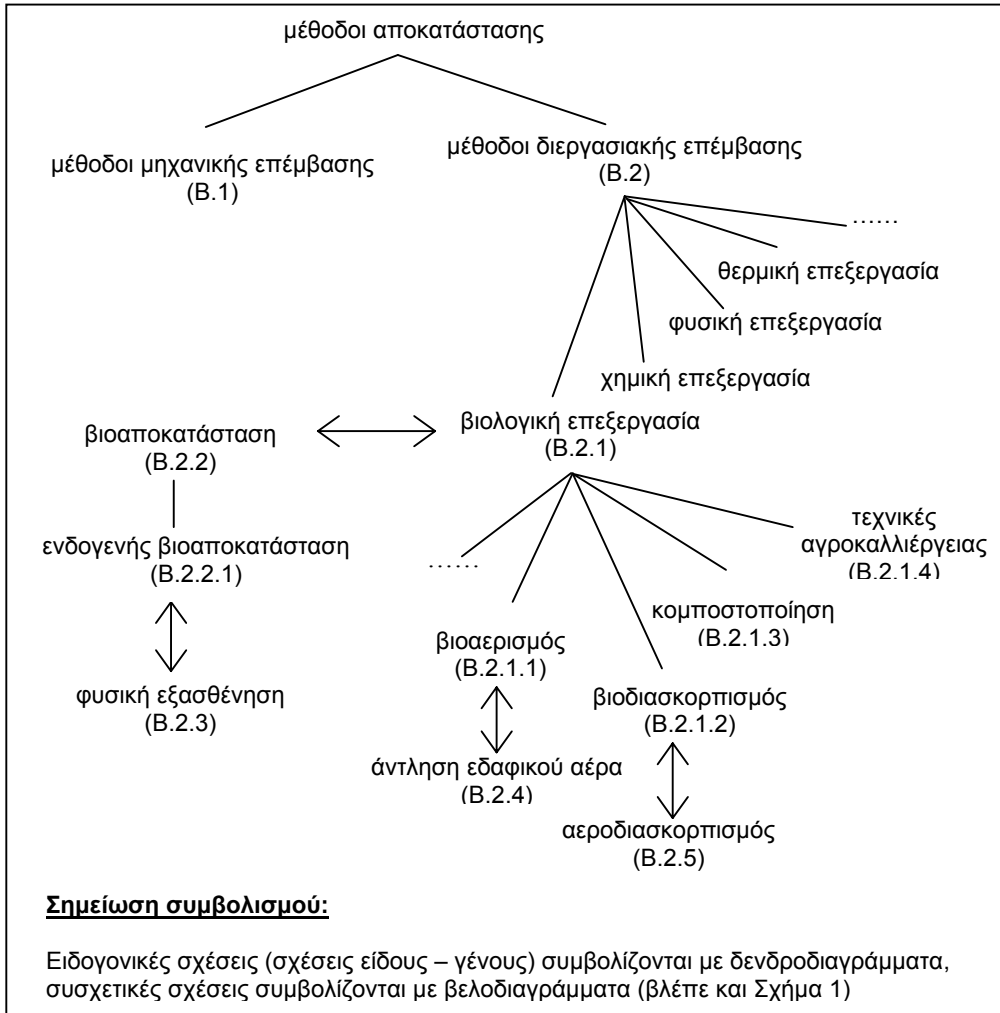 μέθοδοι αποκατάστασης
μέθοδοι μηχανικής επέμβασης
(Β.1)
μέθοδοι διεργασιακής επέμβασης
(Β.2)
......
θερμική επεξεργασία
φυσική επεξεργασία
χημική επεξεργασία
βιολογική επεξεργασία
(Β.2.1)
βιοαποκατάσταση
(Β.2.2)
ενδογενής βιοαποκατάσταση
(Β.2.2.1)
φυσική εξασθένηση
(Β.2.3)
......
βιοαερισμός
(Β.2.1.1)
άντληση εδαφικού αέρα
(Β.2.4)
βιοδιασκορπισμός
(Β.2.1.2)
αεροδιασκορπισμός
(Β.2.5)
κομποστοποίηση
(Β.2.1.3)
τεχνικές
αγροκαλλιέργειας
(Β.2.1.4)
Σημείωση συμβολισμού:
Ειδογονικές σχέσεις (σχέσεις είδους – γένους) συμβολίζονται με δενδροδιαγράμματα,
συσχετικές σχέσεις συμβολίζονται με βελοδιαγράμματα (βλέπε και Σχήμα 1)